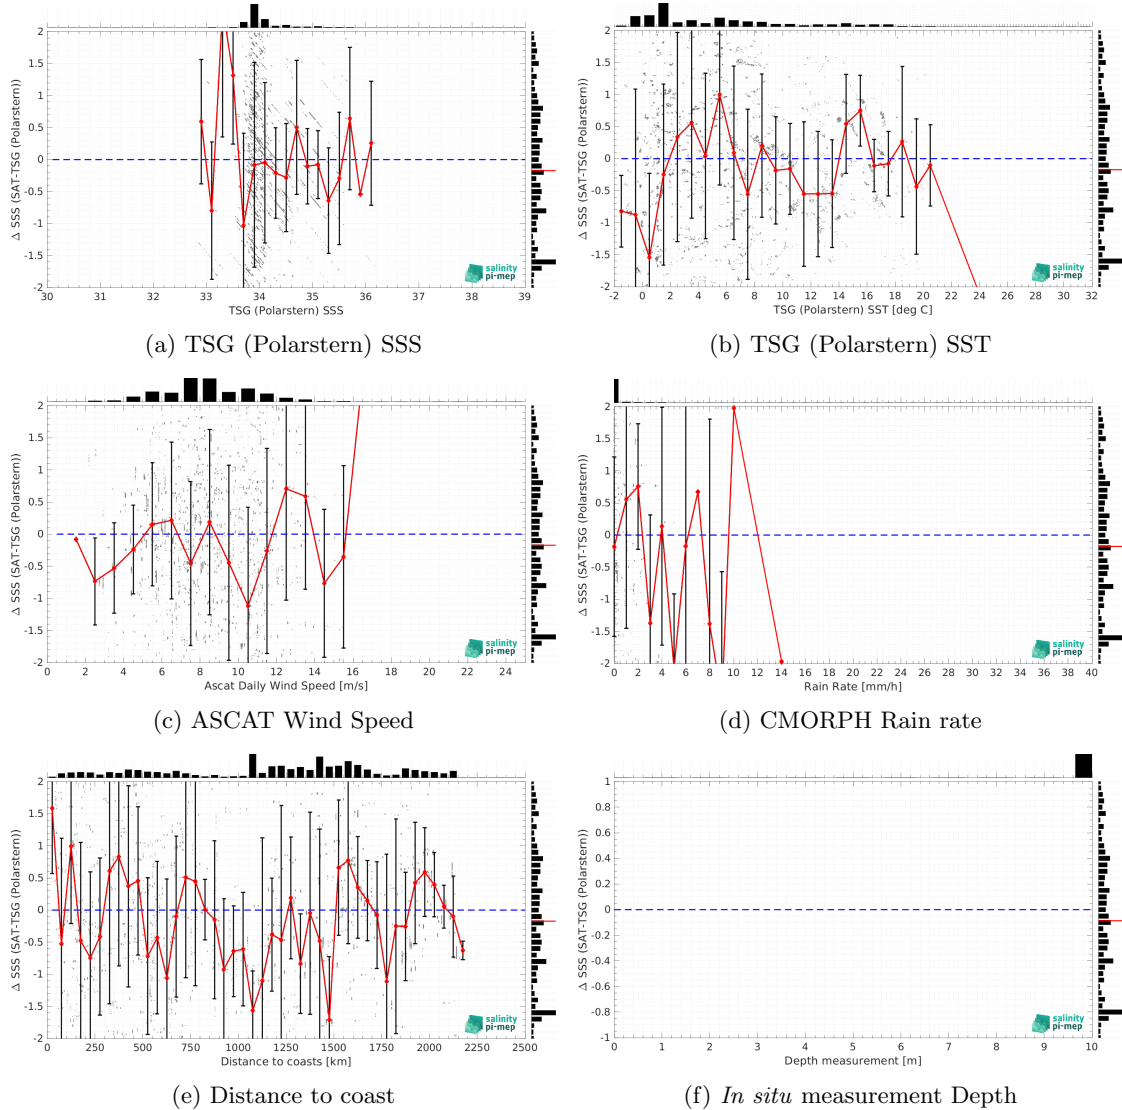 2
1.5
1
0.5
0
-0.5
-1
-1.5
-2
Δ SSS (SAT-TSG (Polarstern))
30 31 32 33 34 35 36 37 38 39
TSG (Polarstern) SSS
salinity
pi-mep
(a) TSG (Polarstern) SSS
2
1.5
1
0.5
0
-0.5
-1
-1.5
-2
Δ SSS (SAT-TSG (Polarstern))
-2 0 2 4 6 8 10 12 14 16 18 20 22 24 26 28 30 32
TSG (Polarstern) SST [deg C]
salinity
pi-mep
(b) TSG (Polarstern) SST
2
1.5
1
0.5
0
-0.5
-1
-1.5
-2
Δ SSS (SAT-TSG (Polarstern))
0 2 4 6 8 10 12 14 16 18 20 22 24
Ascat Daily Wind Speed [m/s]
salinity
pi-mep
(c) ASCAT Wind Speed
2
1.5
1
0.5
0
-0.5
-1
-1.5
-2
Δ SSS (SAT-TSG (Polarstern))
0 2 4 6 8 10 12 14 16 18 20 22 24 26 28 30 32 34 36 38 40
Rain Rate [mm/h]
salinity
pi-mep
(d) CMORPH Rain rate
2
1.5
1
0.5
0
-0.5
-1
-1.5
-2
Δ SSS (SAT-TSG (Polarstern))
0 250 500 750 1000 1250 1500 1750 2000 2250 2500
Distance to coasts [km]
salinity
pi-mep
(e) Distance to coast
1
0.8
0.6
0.4
0.2
0
-0.2
-0.4
-0.6
-0.8
-1
Δ SSS (SAT-TSG (Polarstern))
0 1 2 3 4 5 6 7 8 9 10
Depth measurement [m]
salinity
pi-mep
(f) In situ measurement Depth